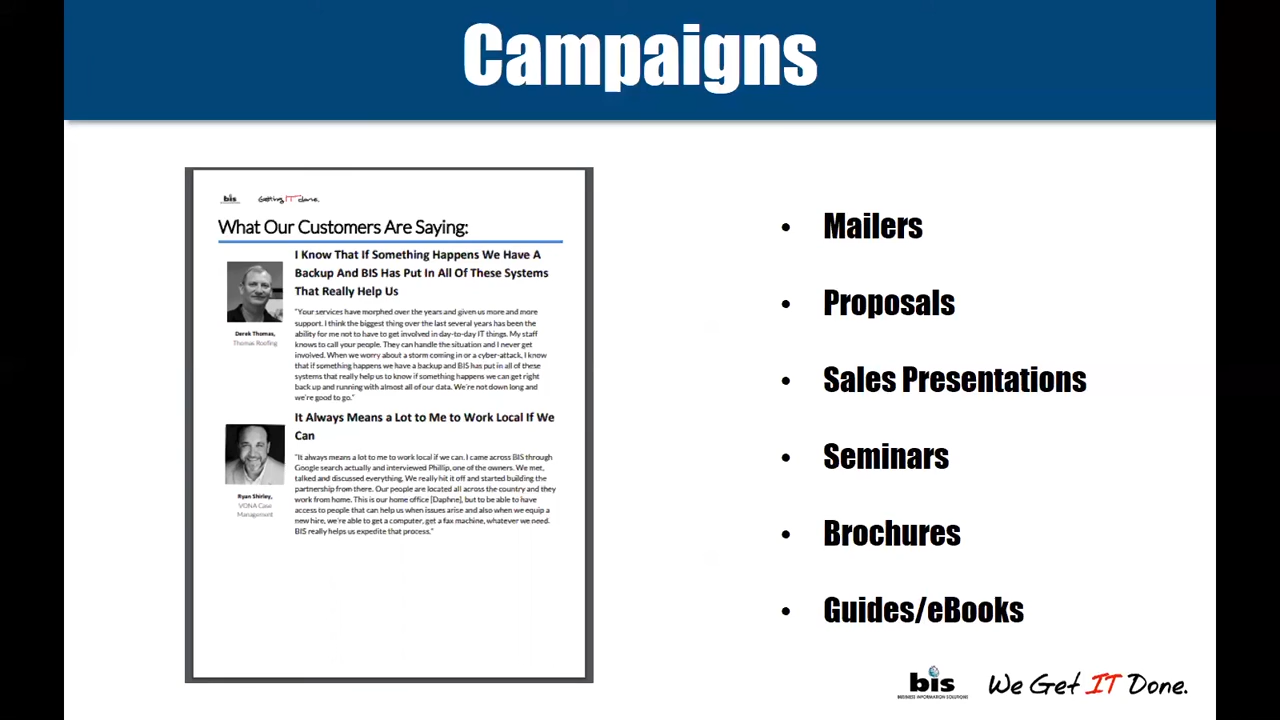 Campaigns
bis
Getting IT done.
What Our Customers Are Saying:
I Know That If Something Happens We Have A
Backup And BIS Has Put In All Of These Systems
That Really Help Us
Derek Thomas,
Thomas Roofing
"Your services have morphed over the years and given us more and more
support. I think the biggest thing over the last several years has been the
ability for me not to have to get involved in day-to-day IT things. My staff
knows to call your people. They can handle the situation and I never get
involved. When we worry about a storm coming in or a cyber-attack, I know
that if something happens we have a backup and BIS has put in all of these
systems that really help us to know if something happens we can get right
back up and running with almost all of our data. We're not down long and
we're good to go."
It Always Means a Lot to Me to Work Local If We
Can
Ryan Shirley,
VONA Case
Management
"It always means a lot to me to work local if we can. I came across BIS through
Google search actually and interviewed Phillip, one of the owners. We met,
talked and discussed everything. We really hit it off and started building the
partnership from there. Our people are located all across the country and they
work from home. This is our home office [Daphne], but to be able to have
access to people that can help us when issues arise and also when we equip a
new hire, we're able to get a computer, get a fax machine, whatever we need.
BIS really helps us expedite that process."
• Mailers
• Proposals
• Sales Presentations
• Seminars
• Brochures
• Guides/eBooks
bis
BUSINESS INFORMATION SOLUTIONS
We Get IT Done.